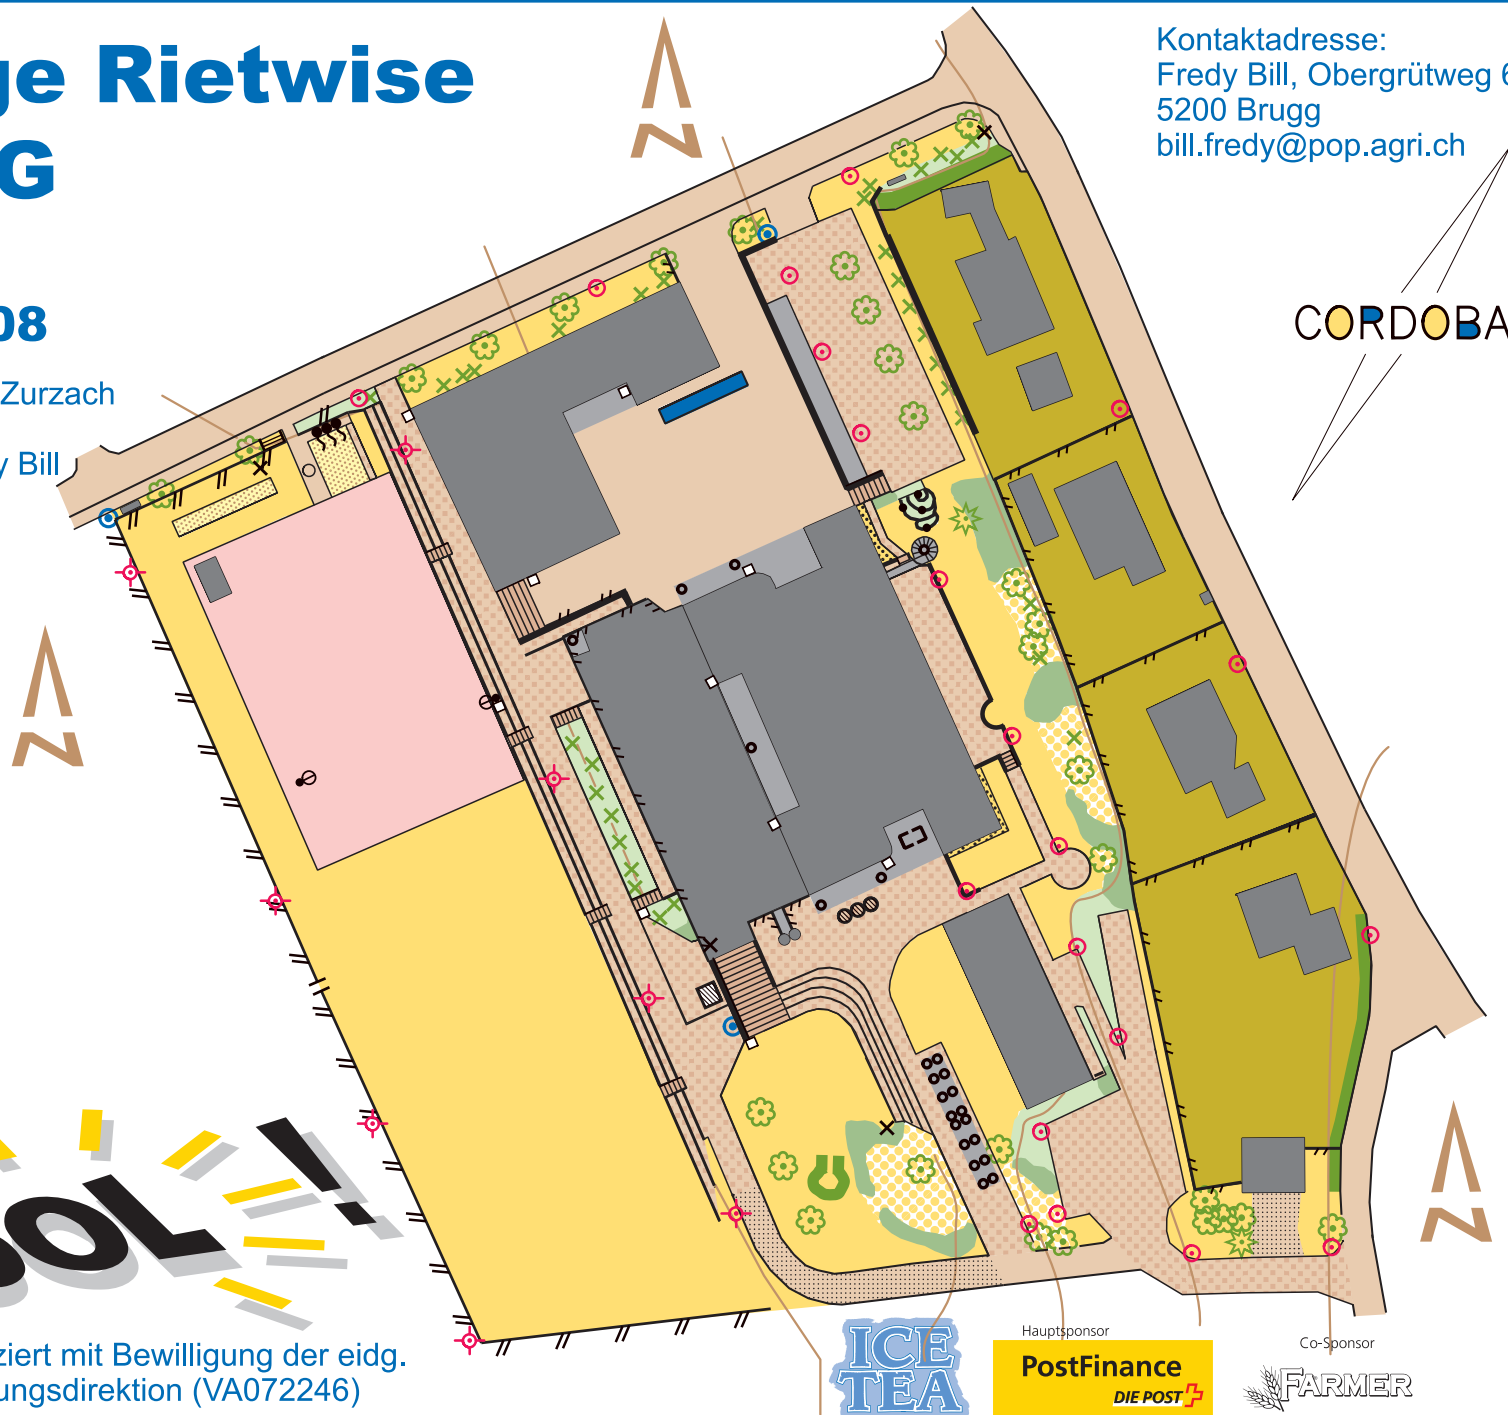 ge Rietwise
G
08
Zurzach
y Bill
Kontaktadresse:
Fredy Bill, Obergrütweg 6
5200 Brugg
bill.fredy@pop.agri.ch
CORDOBA
N
N
N
OOL!
ziert mit Bewilligung der eidg.
ungsdirektion (VA072246)
ICE
TEA
Hauptsponsor
PostFinance
DIE POST
Co-Sponsor
FARMER